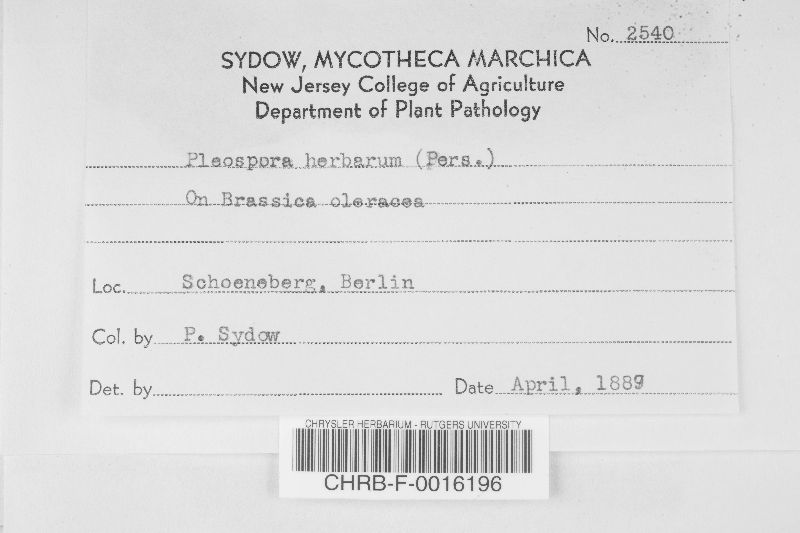 No. 2540
SYDOW, MYCOTHECA MARCHICA
New Jersey College of Agriculture
Department of Plant Pathology
Pleospora herbarum (Pers.)
On Brassica oleracea
Loc. Schoeneberg, Berlin
Col. by P. Sydow
Det. by
Date April, 1889
CHRYSLER HERBARIUM - RUTGERS UNIVERSITY
CHRB-F-0016196